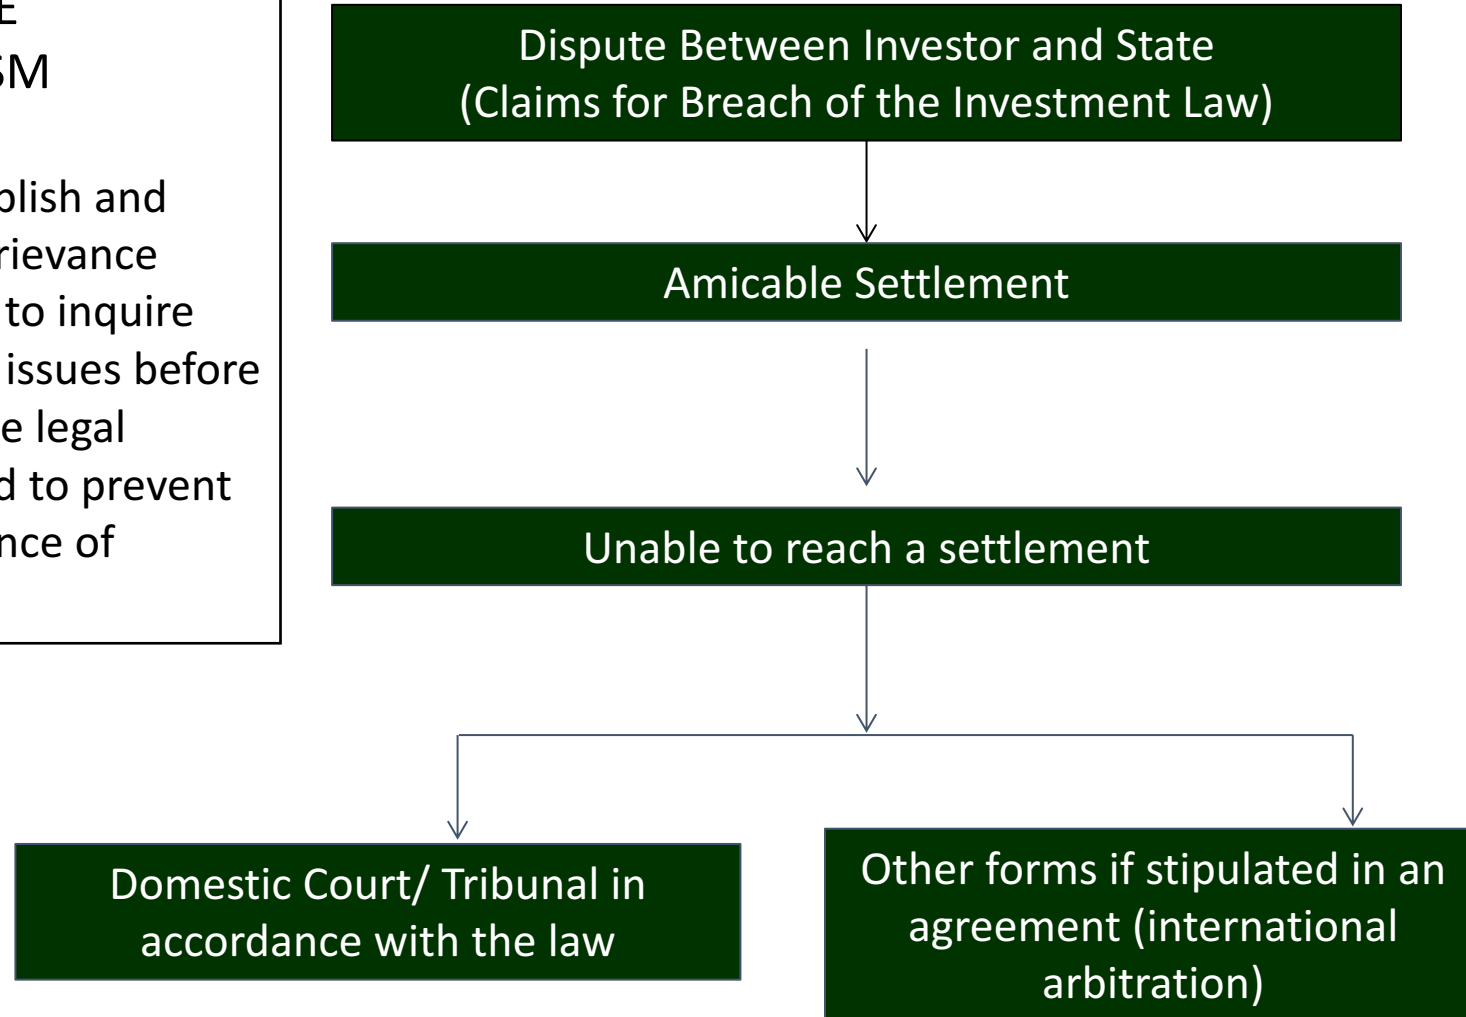 SM
blish and
rievance
to inquire
issues before
e legal
d to prevent
nce of
Dispute Between Investor and State
(Claims for Breach of the Investment Law)
Amicable Settlement
Unable to reach a settlement
Domestic Court/ Tribunal in
accordance with the law
Other forms if stipulated in an
agreement (international
arbitration)